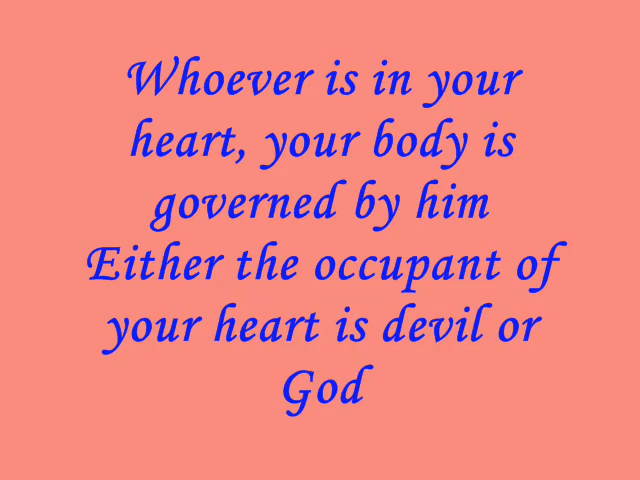 Whoever is in your
heart, your body is
governed by him
Either the occupant of
your heart is devil or
God